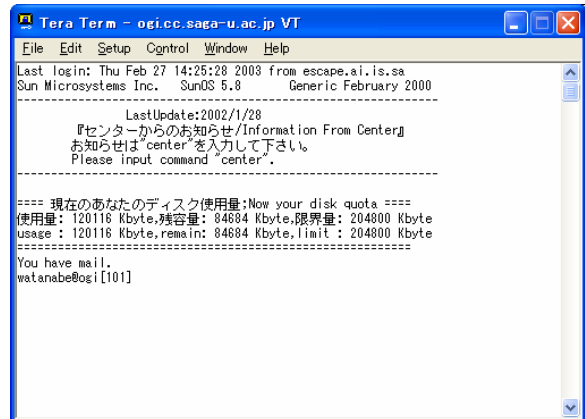 Tera Term - ogi.cc.saga-u.ac.jp VT
File Edit Setup Control Window Help
Last login: Thu Feb 27 14:25:28 2003 from escape.ai.is.sa
Sun Microsystems Inc. SunOS 5.8 Generic February 2000
----------------------------------------------------------------
LastUpdate:2002/1/28
『センターからのお知らせ/Information From Center』
お知らせは"center"を入力して下さい。
Please input command "center".
----------------------------------------------------------------
==== 現在のあなたのディスク使用量;Now your disk quota ====
使用量: 120116 Kbyte,残容量: 84684 Kbyte,限界量: 204800 Kbyte
usage : 120116 Kbyte,remain: 84684 Kbyte,limit : 204800 Kbyte
============================================================
You have mail.
watanabe@ogi[101]